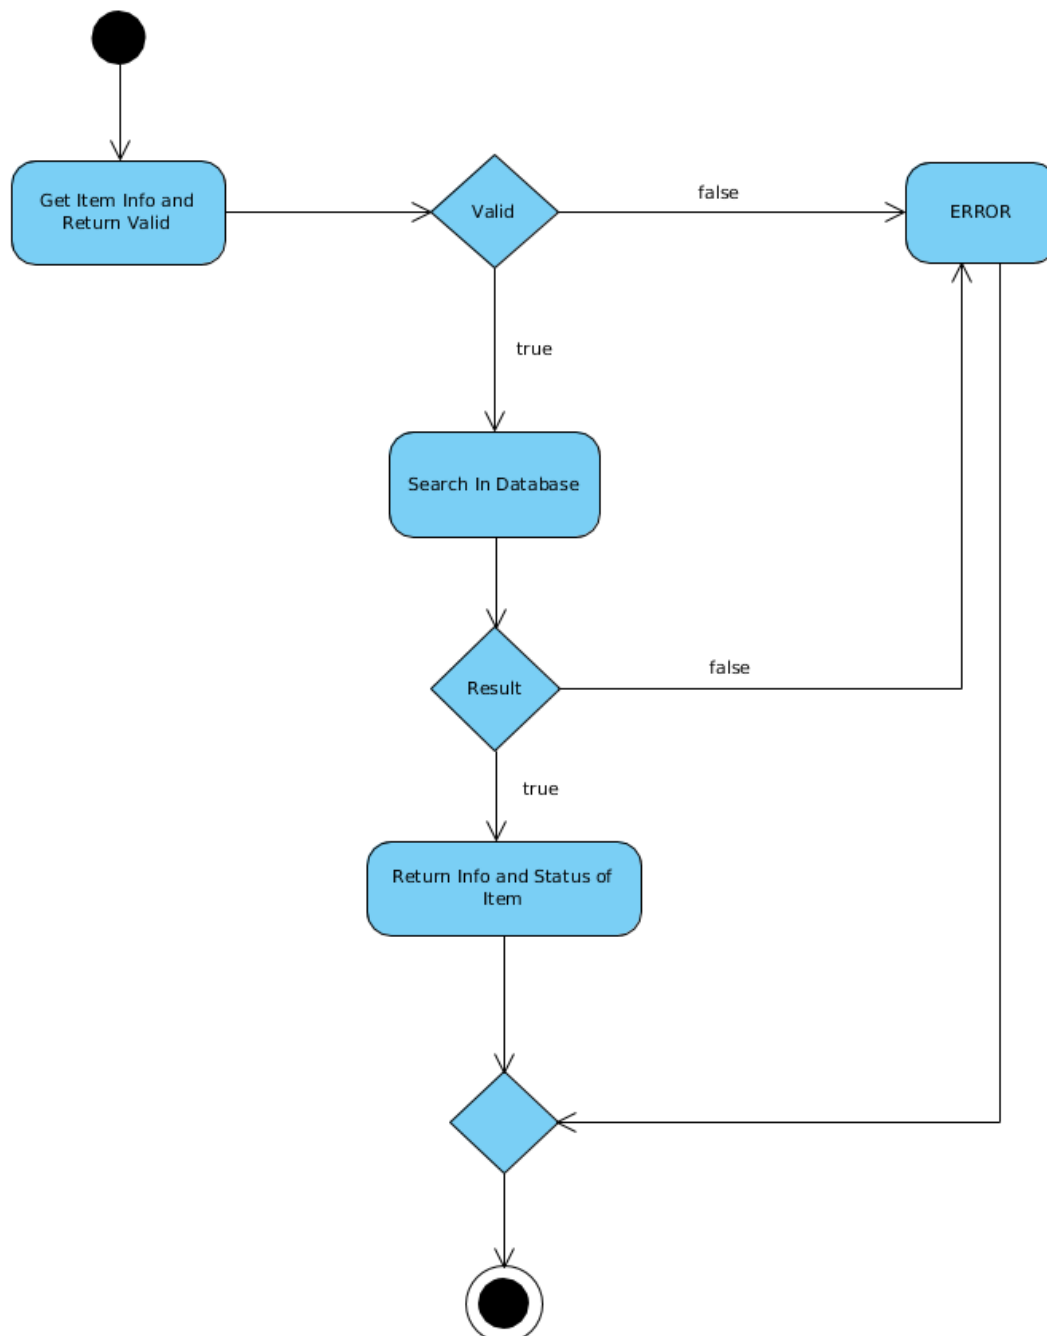 Get Item Info and
Return Valid
Valid
false
ERROR
true
Search In Database
Result
false
true
Return Info and Status of
Item